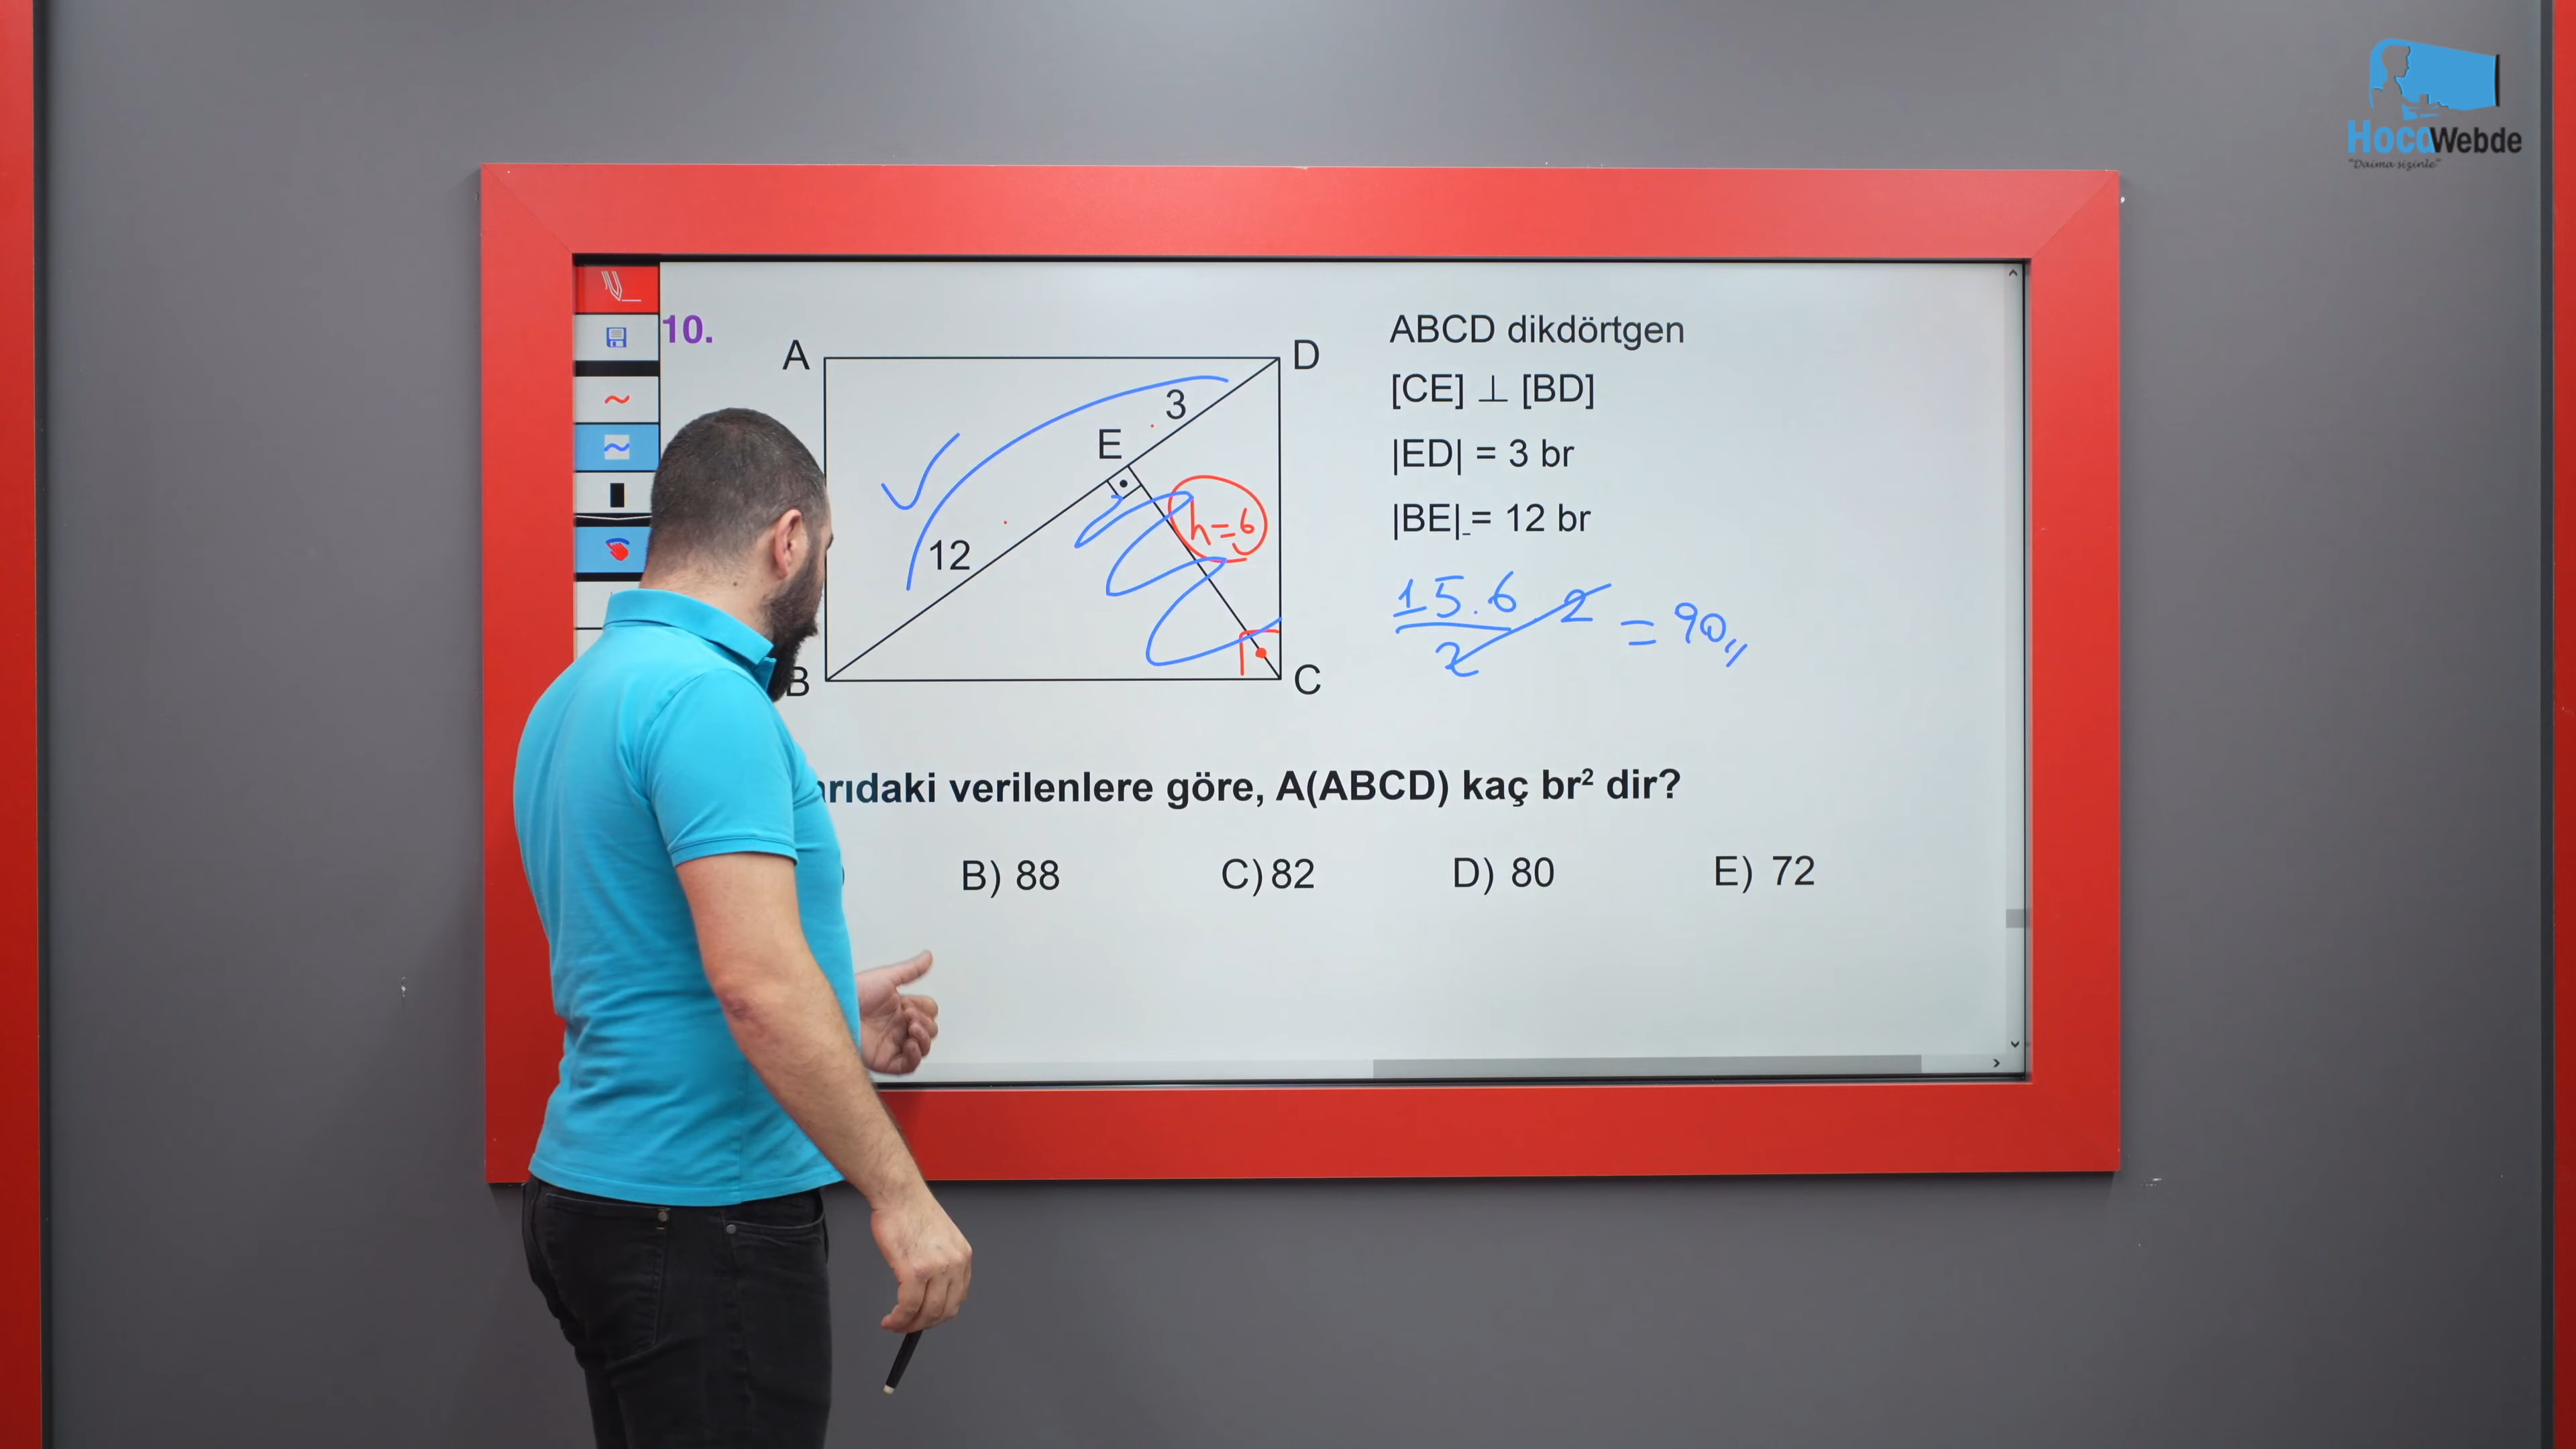 HocaWebde
"Daima sizinle"
10.
A
D
3
E
12
h=6
B
C
ABCD dikdörtgen
[CE] ⊥ [BD]
|ED| = 3 br
|BE| = 12 br
15.6 2
2
= 90,,
verilenlere göre, A(ABCD) kaç br² dir?
B) 88
C) 82
D) 80
E) 72